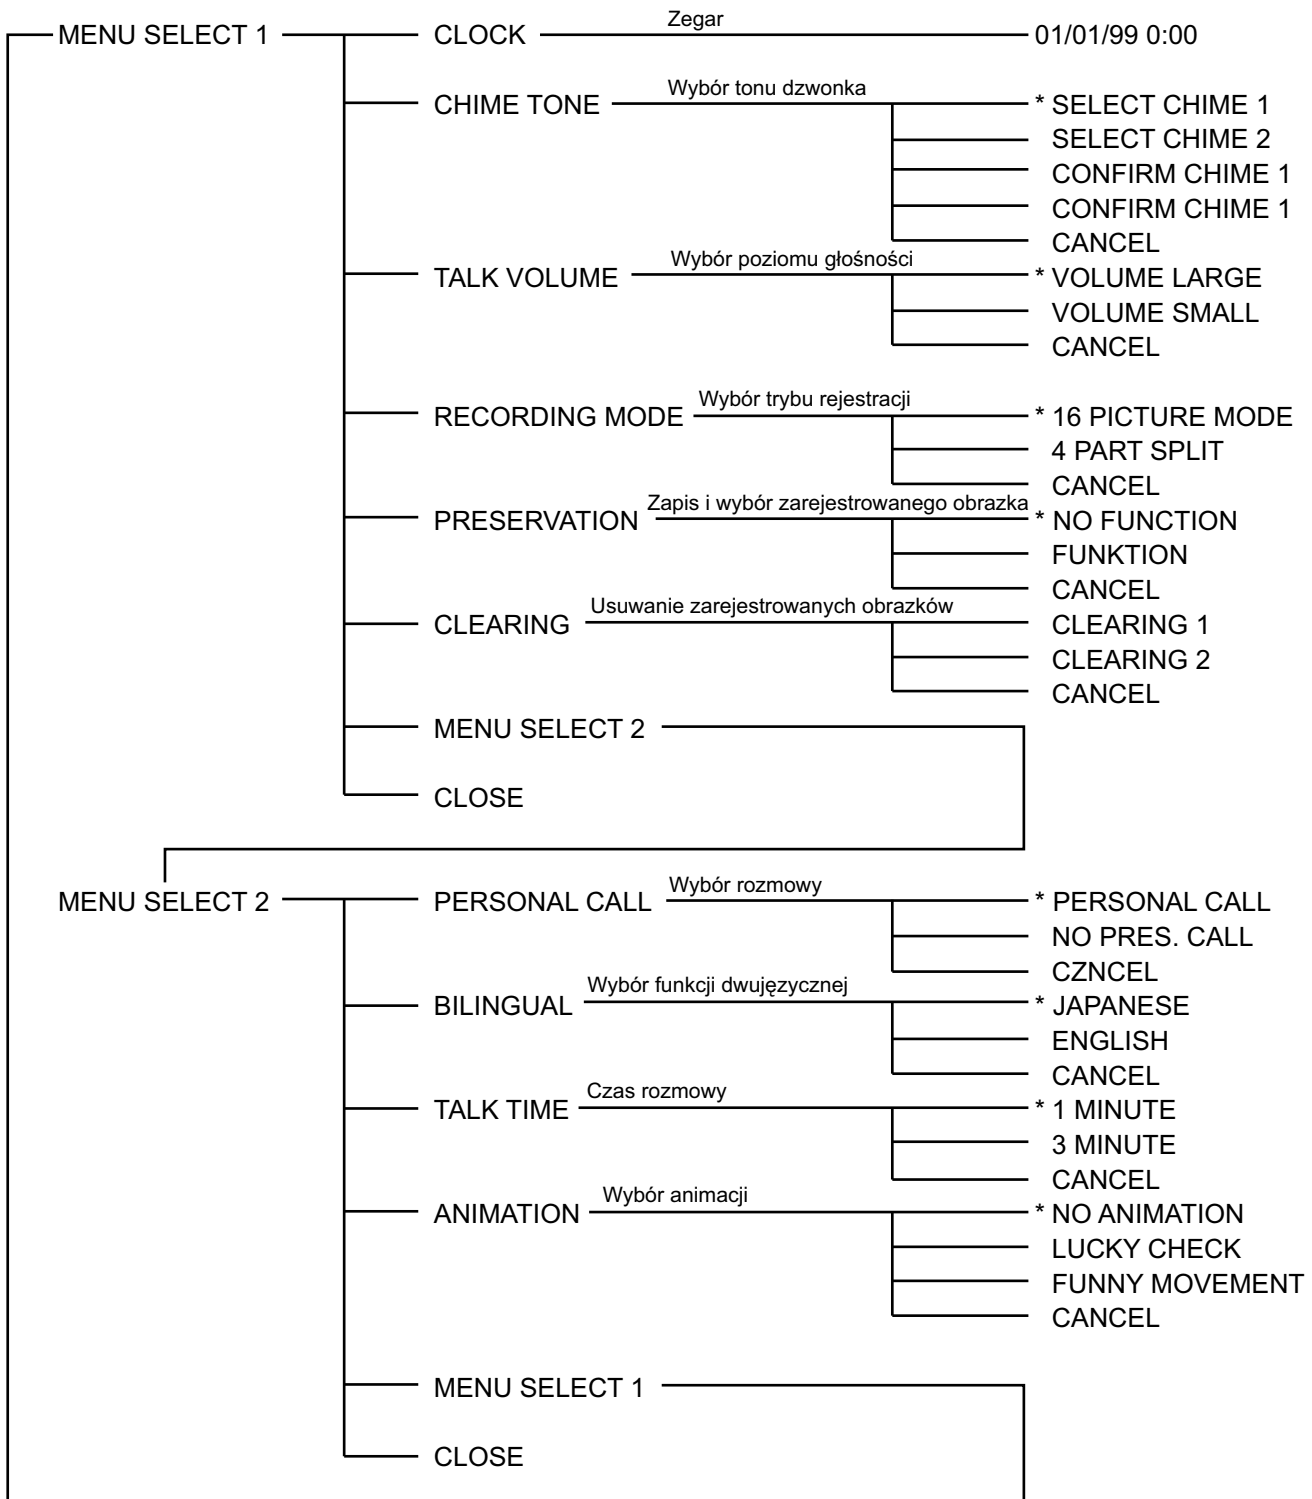 MENU SELECT 1 CLOCK Zegar 01/01/99 0:00
CHIME TONE Wybór tonu dzwonka * SELECT CHIME 1
SELECT CHIME 2
CONFIRM CHIME 1
CONFIRM CHIME 1
CANCEL
TALK VOLUME Wybór poziomu głośności * VOLUME LARGE
VOLUME SMALL
CANCEL
RECORDING MODE Wybór trybu rejestracji * 16 PICTURE MODE
4 PART SPLIT
CANCEL
PRESERVATION Zapis i wybór zarejestrowanego obrazka * NO FUNCTION
FUNKTION
CANCEL
CLEARING Usuwanie zarejestrowanych obrazków CLEARING 1
CLEARING 2
CANCEL
MENU SELECT 2
CLOSE
MENU SELECT 2 PERSONAL CALL Wybór rozmowy * PERSONAL CALL
NO PRES. CALL
CZNCEL
BILINGUAL Wybór funkcji dwujęzycznej * JAPANESE
ENGLISH
CANCEL
TALK TIME Czas rozmowy * 1 MINUTE
3 MINUTE
CANCEL
ANIMATION Wybór animacji * NO ANIMATION
LUCKY CHECK
FUNNY MOVEMENT
CANCEL
MENU SELECT 1
CLOSE